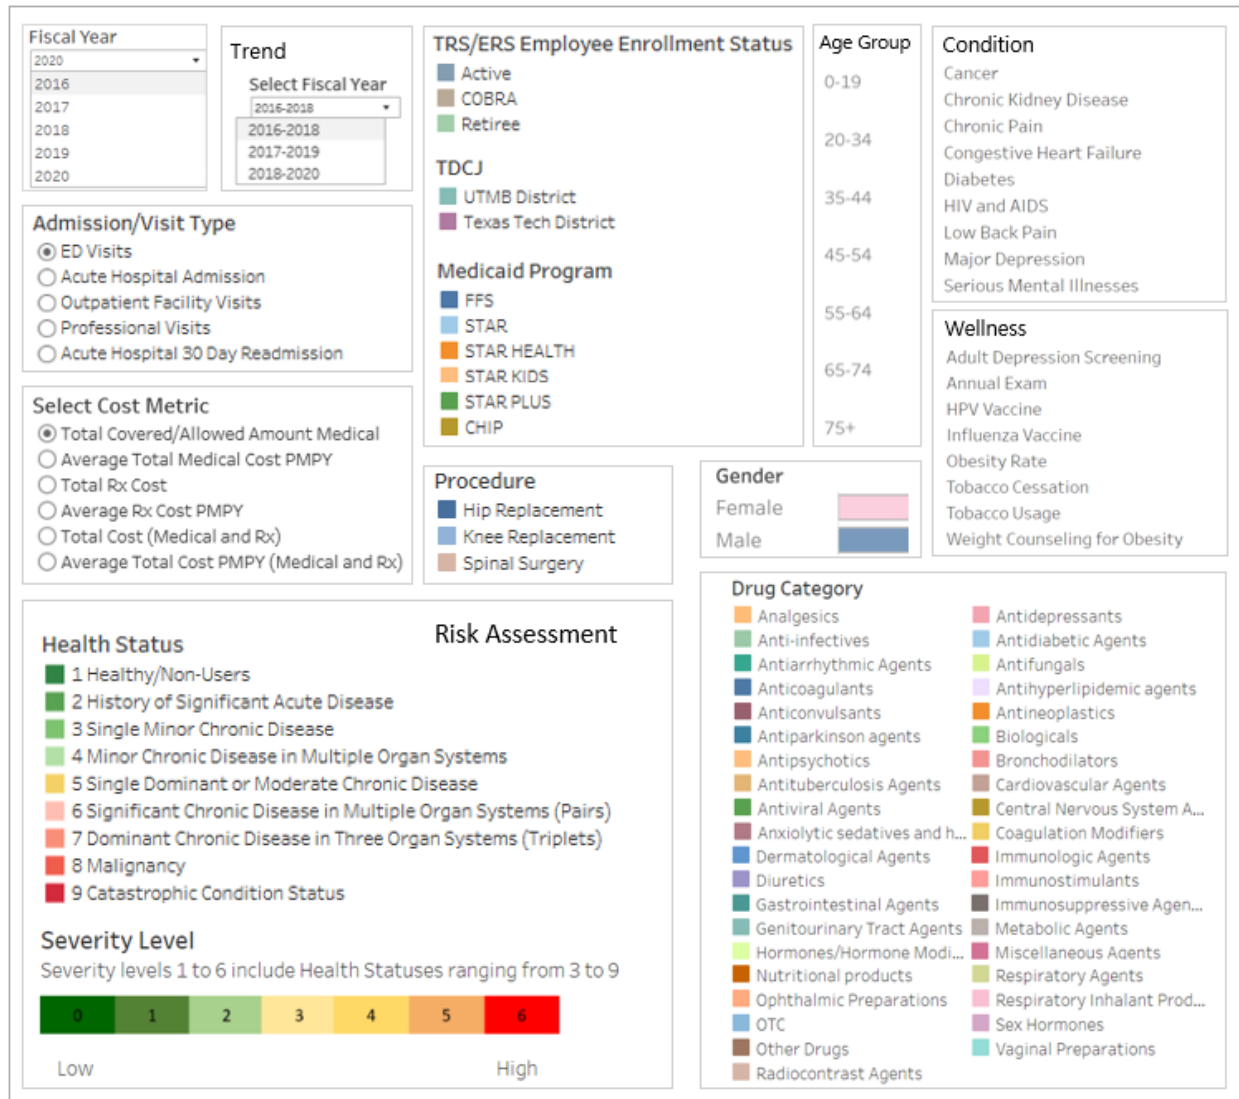 Fiscal Year
2020
2016
2017
2018
2019
2020
Trend
Select Fiscal Year
2016-2018
2016-2018
2017-2019
2018-2020
Admission/Visit Type
ED Visits
Acute Hospital Admission
Outpatient Facility Visits
Professional Visits
Acute Hospital 30 Day Readmission
Select Cost Metric
Total Covered/Allowed Amount Medical
Average Total Medical Cost PMPY
Total Rx Cost
Average Rx Cost PMPY
Total Cost (Medical and Rx)
Average Total Cost PMPY (Medical and Rx)
TRS/ERS Employee Enrollment Status
Active
COBRA
Retiree
TDCJ
UTMB District
Texas Tech District
Medicaid Program
FFS
STAR
STAR HEALTH
STAR KIDS
STAR PLUS
CHIP
Age Group
0-19
20-34
35-44
45-54
55-64
65-74
75+
Condition
Cancer
Chronic Kidney Disease
Chronic Pain
Congestive Heart Failure
Diabetes
HIV and AIDS
Low Back Pain
Major Depression
Serious Mental Illnesses
Wellness
Adult Depression Screening
Annual Exam
HPV Vaccine
Influenza Vaccine
Obesity Rate
Tobacco Cessation
Tobacco Usage
Weight Counseling for Obesity
Procedure
Hip Replacement
Knee Replacement
Spinal Surgery
Gender
Female
Male
Risk Assessment
Health Status
1 Healthy/Non-Users
2 History of Significant Acute Disease
3 Single Minor Chronic Disease
4 Minor Chronic Disease in Multiple Organ Systems
5 Single Dominant or Moderate Chronic Disease
6 Significant Chronic Disease in Multiple Organ Systems (Pairs)
7 Dominant Chronic Disease in Three Organ Systems (Triplets)
8 Malignancy
9 Catastrophic Condition Status
Severity Level
Severity levels 1 to 6 include Health Statuses ranging from 3 to 9
0 1 2 3 4 5 6
Low High
Drug Category
Analgesics
Anti-infectives
Antiarrhythmic Agents
Anticoagulants
Anticonvulsants
Antiparkinson agents
Antipsychotics
Antituberculosis Agents
Antiviral Agents
Anxiolytic sedatives and h...
Dermatological Agents
Diuretics
Gastrointestinal Agents
Genitourinary Tract Agents
Hormones/Hormone Modi...
Nutritional products
Ophthalmic Preparations
OTC
Other Drugs
Radiocontrast Agents
Antidepressants
Antidiabetic Agents
Antifungals
Antihyperlipidemic agents
Antineoplastics
Biologicals
Bronchodilators
Cardiovascular Agents
Central Nervous System A...
Coagulation Modifiers
Immunologic Agents
Immunostimulants
Immunosuppressive Agen...
Metabolic Agents
Miscellaneous Agents
Respiratory Agents
Respiratory Inhalant Prod...
Sex Hormones
Vaginal Preparations